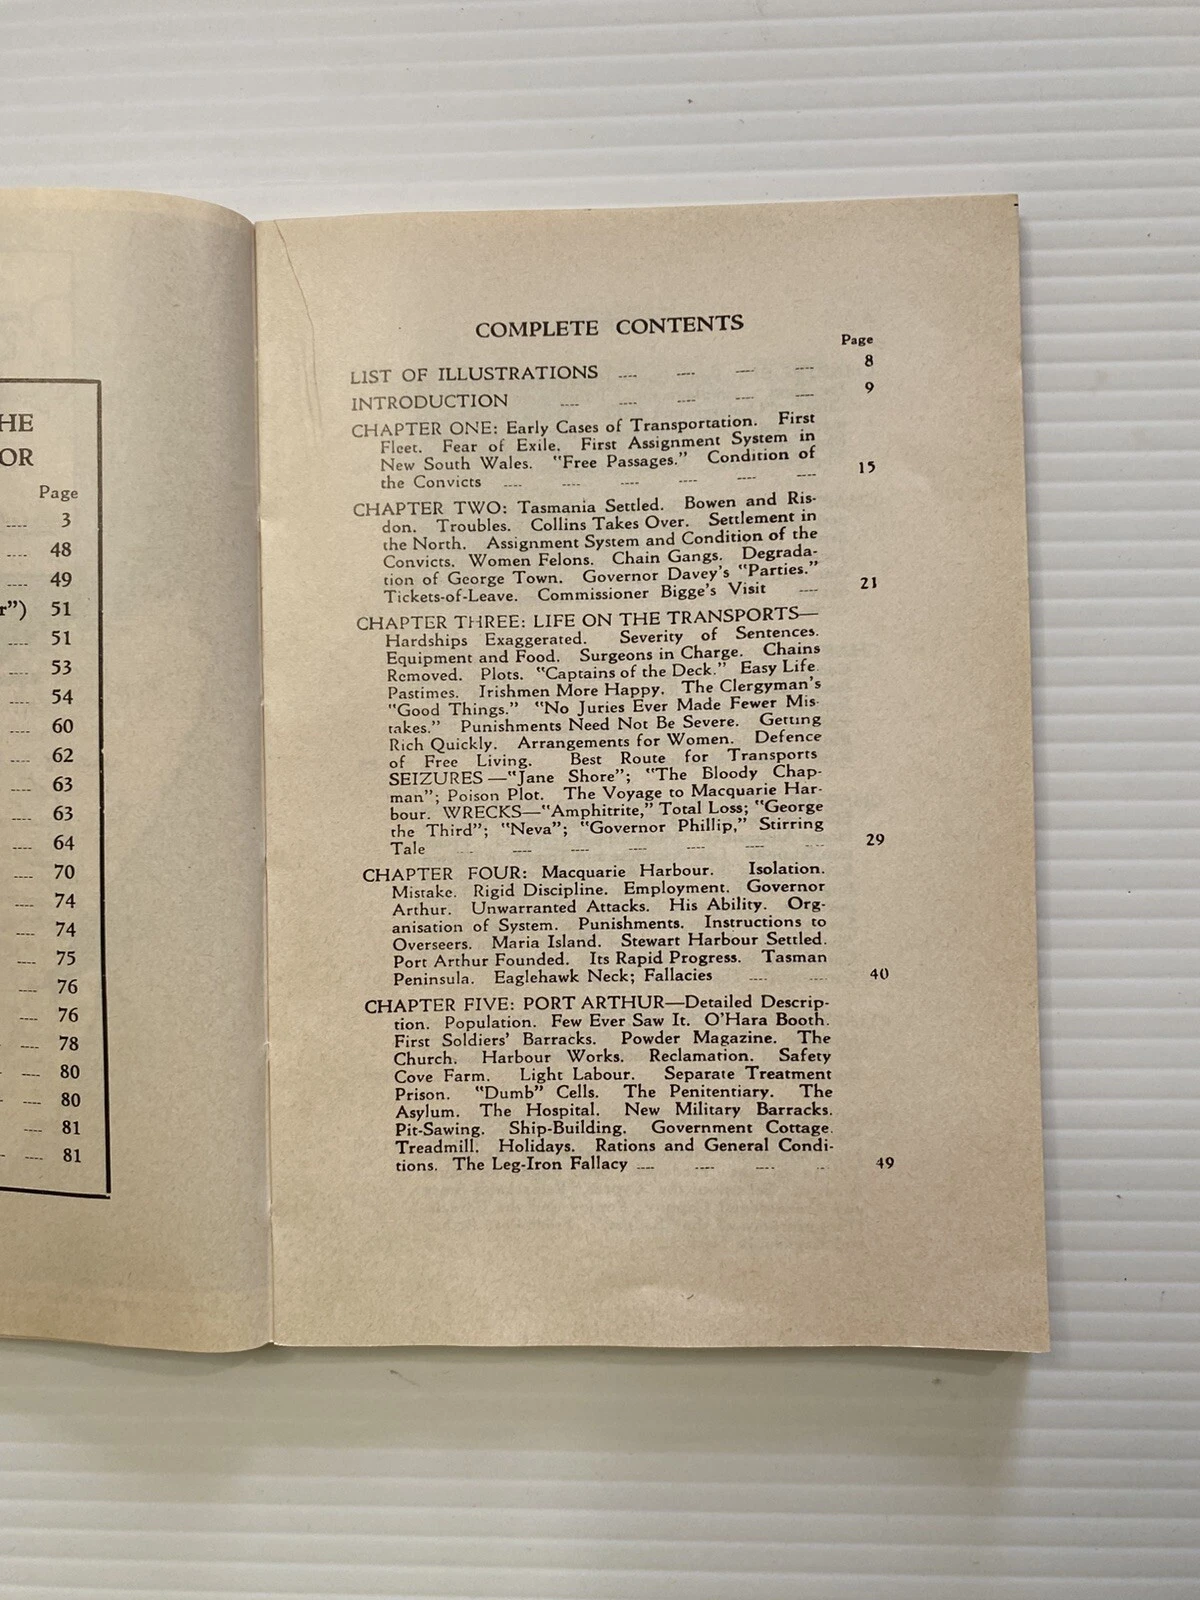 HE
OR
Page
3
48
49
r") 51
51
53
54
60
62
63
63
64
70
74
74
75
76
76
78
80
80
81
81
COMPLETE CONTENTS
Page
LIST OF ILLUSTRATIONS .... .... .... .... 8
INTRODUCTION .... .... .... .... .... 9
CHAPTER ONE: Early Cases of Transportation. First
Fleet. Fear of Exile. First Assignment System in
New South Wales. "Free Passages." Condition of
the Convicts .... .... .... .... .... .... 15
CHAPTER TWO: Tasmania Settled. Bowen and Ris-
don. Troubles. Collins Takes Over. Settlement in
the North. Assignment System and Condition of the
Convicts. Women Felons. Chain Gangs. Degrada-
tion of George Town. Governor Davey's "Parties."
Tickets-of-Leave. Commissioner Bigge's Visit .... 21
CHAPTER THREE: LIFE ON THE TRANSPORTS—
Hardships Exaggerated. Severity of Sentences.
Equipment and Food. Surgeons in Charge. Chains
Removed. Plots. "Captains of the Deck." Easy Life
Pastimes. Irishmen More Happy. The Clergyman's
"Good Things." "No Juries Ever Made Fewer Mis-
takes." Punishments Need Not Be Severe. Getting
Rich Quickly. Arrangements for Women. Defence
of Free Living. Best Route for Transports
SEIZURES—"Jane Shore"; "The Bloody Chap-
man"; Poison Plot. The Voyage to Macquarie Har-
bour. WRECKS—"Amphitrite," Total Loss; "George
the Third"; "Neva"; "Governor Phillip," Stirring
Tale .... .... .... .... .... .... .... 29
CHAPTER FOUR: Macquarie Harbour. Isolation.
Mistake. Rigid Discipline. Employment. Governor
Arthur. Unwarranted Attacks. His Ability. Org-
anisation of System. Punishments. Instructions to
Overseers. Maria Island. Stewart Harbour Settled.
Port Arthur Founded. Its Rapid Progress. Tasman
Peninsula. Eaglehawk Neck; Fallacies .... .... 40
CHAPTER FIVE: PORT ARTHUR—Detailed Descrip-
tion. Population. Few Ever Saw It. O'Hara Booth.
First Soldiers' Barracks. Powder Magazine. The
Church. Harbour Works. Reclamation. Safety
Cove Farm. Light Labour. Separate Treatment
Prison. "Dumb" Cells. The Penitentiary. The
Asylum. The Hospital. New Military Barracks.
Pit-Sawing. Ship-Building. Government Cottage.
Treadmill. Holidays. Rations and General Condi-
tions. The Leg-Iron Fallacy .... .... .... .. 49